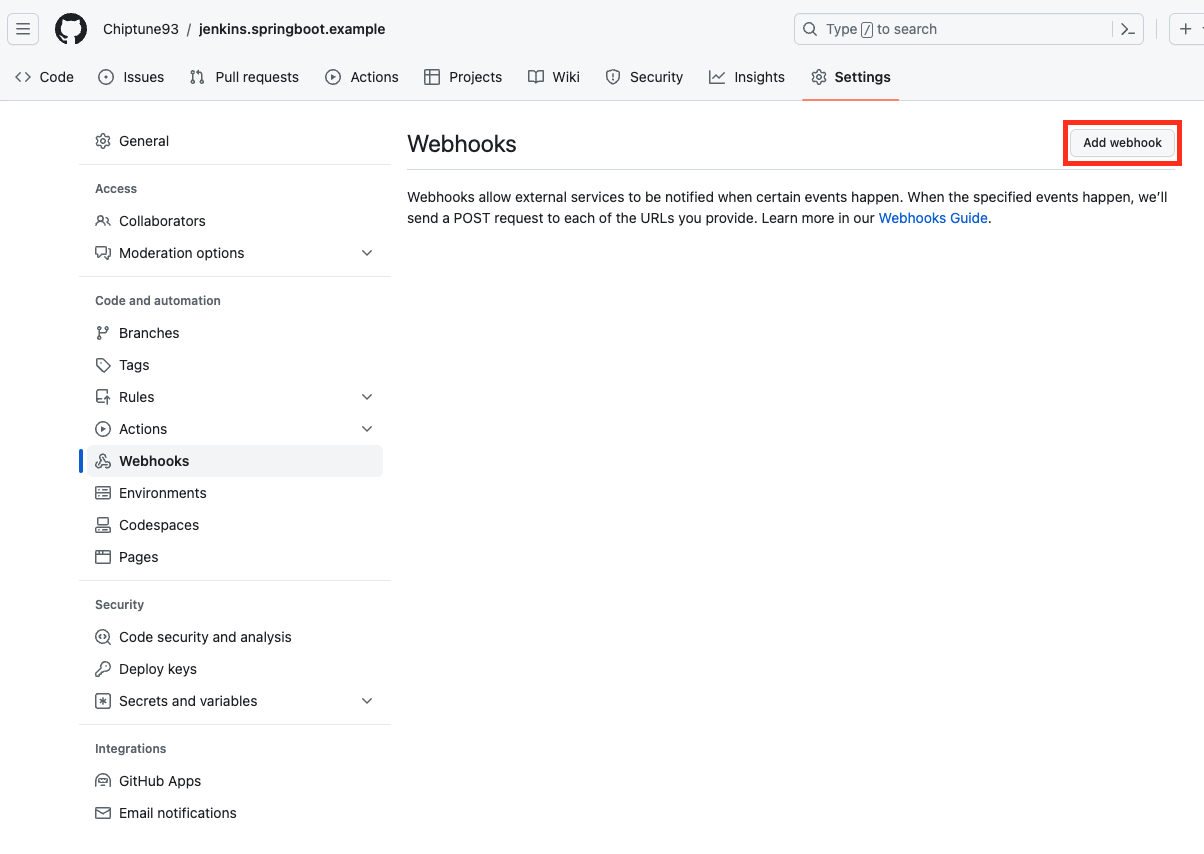 Chiptune93 / jenkins.springboot.example
Type / to search
Code Issues Pull requests Actions Projects Wiki Security Insights Settings
General
Access
Collaborators
Moderation options
Code and automation
Branches
Tags
Rules
Actions
Webhooks
Environments
Codespaces
Pages
Security
Code security and analysis
Deploy keys
Secrets and variables
Integrations
GitHub Apps
Email notifications
Webhooks
Add webhook
Webhooks allow external services to be notified when certain events happen. When the specified events happen, we’ll
send a POST request to each of the URLs you provide. Learn more in our Webhooks Guide.